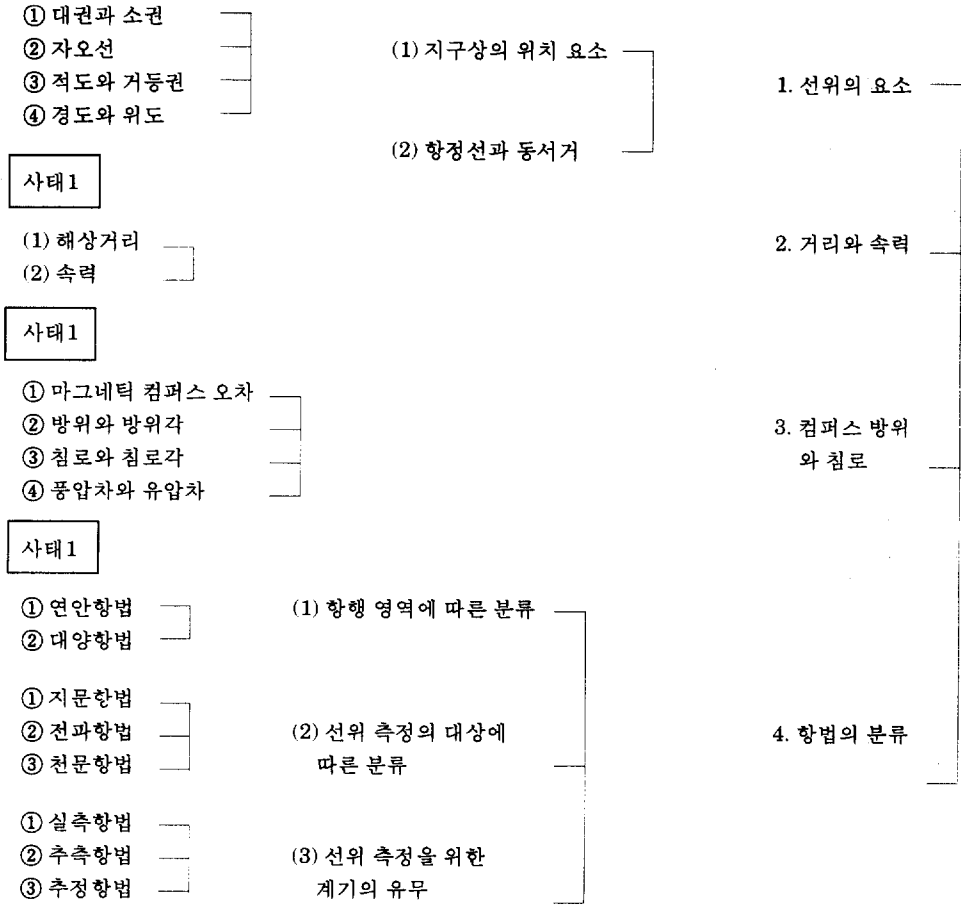 ① 대권과 소권
② 자오선
③ 적도와 거등권
④ 경도와 위도
(1) 지구상의 위치 요소
(2) 항정선과 동서거
1. 선위의 요소
사태1
(1) 해상거리
(2) 속력
2. 거리와 속력
사태1
① 마그네틱 컴퍼스 오차
② 방위와 방위각
③ 침로와 침로각
④ 풍압차와 유압차
3. 컴퍼스 방위
와 침로
사태1
① 연안항법
② 대양항법
(1) 항행 영역에 따른 분류
① 지문항법
② 전파항법
③ 천문항법
(2) 선위 측정의 대상에
따른 분류
4. 항법의 분류
① 실측항법
② 추측항법
③ 추정항법
(3) 선위 측정을 위한
계기의 유무